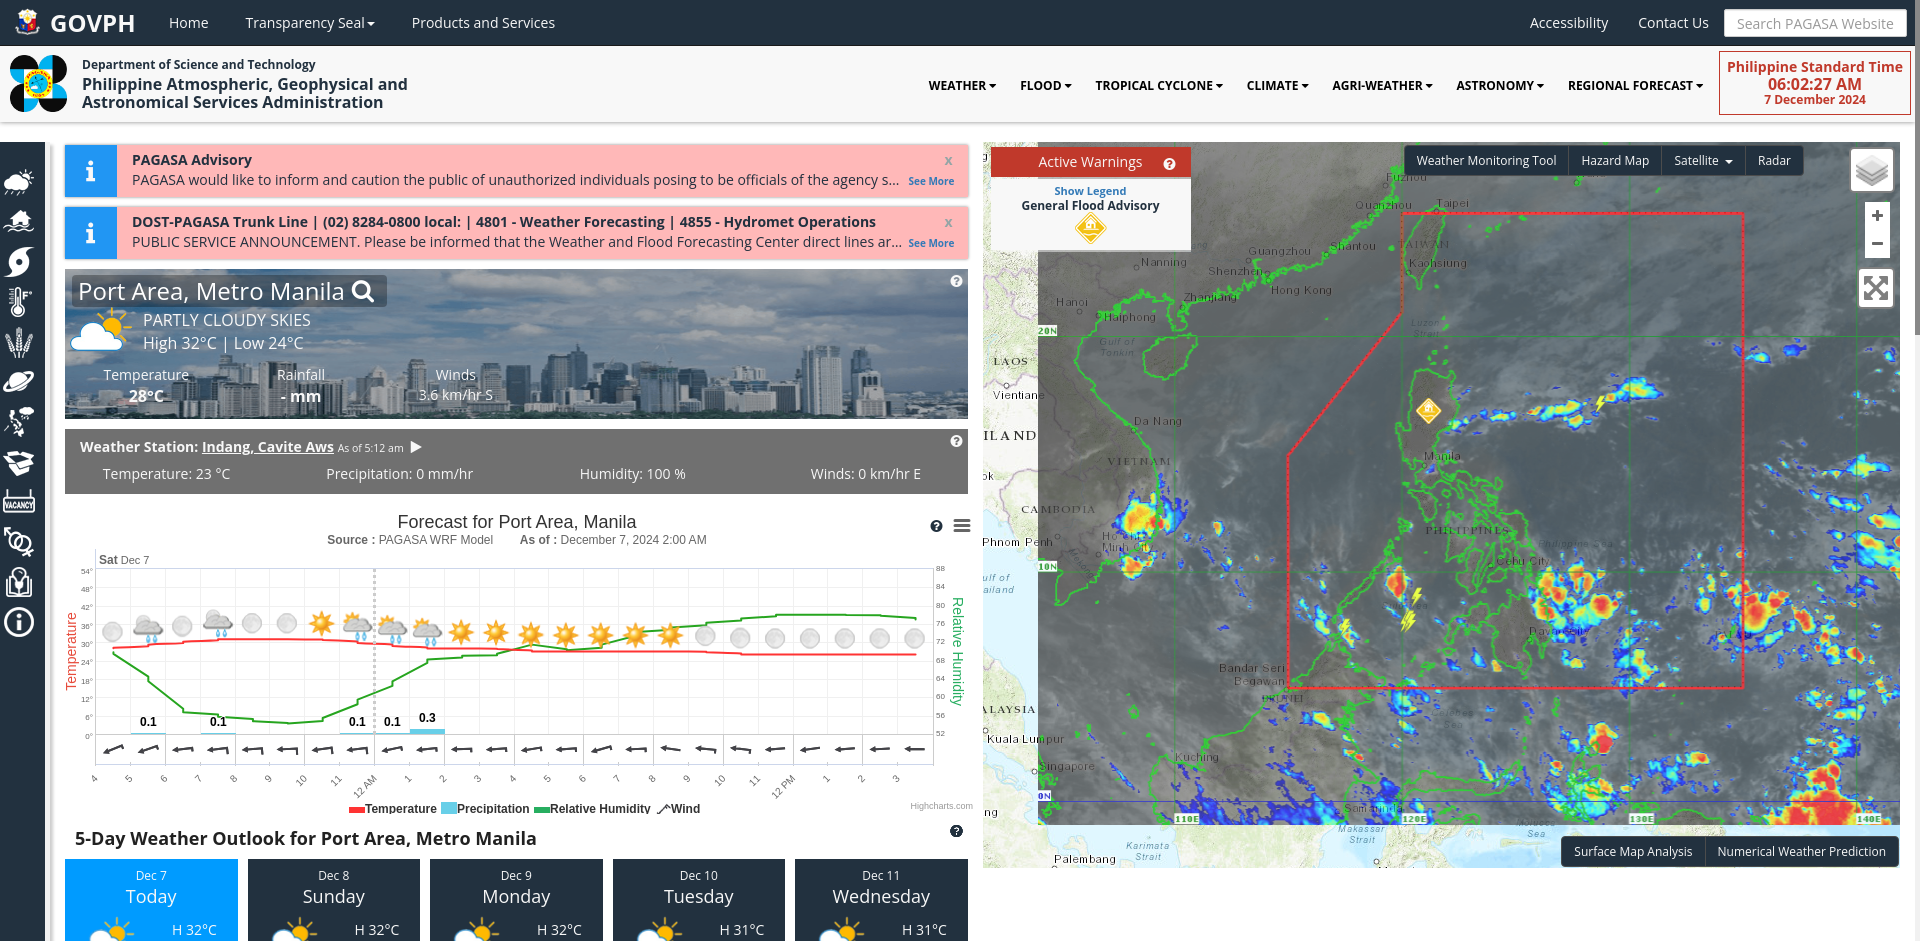 GOVPH
Home
Transparency Seal
Products and Services
Accessibility
Contact Us
Search PAGASA Website
Department of Science and Technology
Philippine Atmospheric, Geophysical and
Astronomical Services Administration
WEATHER
FLOOD
TROPICAL CYCLONE
CLIMATE
AGRI-WEATHER
ASTRONOMY
REGIONAL FORECAST
Philippine Standard Time
06:02:27 AM
7 December 2024
PAGASA Advisory
x
PAGASA would like to inform and caution the public of unauthorized individuals posing to be officials of the agency s... See More
DOST-PAGASA Trunk Line | (02) 8284-0800 local: | 4801 - Weather Forecasting | 4855 - Hydromet Operations
x
PUBLIC SERVICE ANNOUNCEMENT. Please be informed that the Weather and Flood Forecasting Center direct lines ar... See More
Port Area, Metro Manila
PARTLY CLOUDY SKIES
High 32°C | Low 24°C
Temperature
Rainfall
Winds
28°C
- mm
3.6 km/hr S
Weather Station: Indang, Cavite Aws As of 5:12 am
Temperature: 23 °C
Precipitation: 0 mm/hr
Humidity: 100 %
Winds: 0 km/hr E
VACANCY
Forecast for Port Area, Manila
Source : PAGASA WRF Model As of : December 7, 2024 2:00 AM
Sat Dec 7
54°
48°
42°
36°
30°
24°
18°
12°
6°
0°
Temperature
88
84
80
76
72
68
64
60
56
52
Relative Humidity
0.1
0.1
0.1
0.1
0.3
4
5
6
7
8
9
10
11
12 AM
1
2
3
4
5
6
7
8
9
10
11
12 PM
1
2
3
Temperature Precipitation Relative Humidity Wind
Highcharts.com
5-Day Weather Outlook for Port Area, Metro Manila
Dec 7
Today
H 32°C
Dec 8
Sunday
H 32°C
Dec 9
Monday
H 32°C
Dec 10
Tuesday
H 31°C
Dec 11
Wednesday
H 31°C
Active Warnings
Show Legend
General Flood Advisory
Weather Monitoring Tool
Hazard Map
Satellite
Radar
+
−
Fuzhou
Quanzhou
Taipei
Shantou
TAIWAN
Guangzhou
Kaohsiung
Nanning
Shenzhen
Hong Kong
Zhanjiang
Hanoi
Haiphong
20N
Luzon
Strait
Gulf of
Tonkin
LAOS
Vientiane
Da Nang
ILAND
Manila
VIETNAM
ok
CAMBODIA
PHILIPPINES
Phnom Penh
Ho Chi
Minh City
Cebu City
10N
ulf of
ailand
Davao City
PALAU
Bandar Seri
Begawan
BRUNEI
ALAYSIA
Celebes
Sea
Kuala Lumpur
Kuching
Singapore
0N
ng
Samarinda
110E
120E
130E
140E
Makassar
Strait
Molucca
Sea
Karimata
Strait
Palembang
Surface Map Analysis
Numerical Weather Prediction